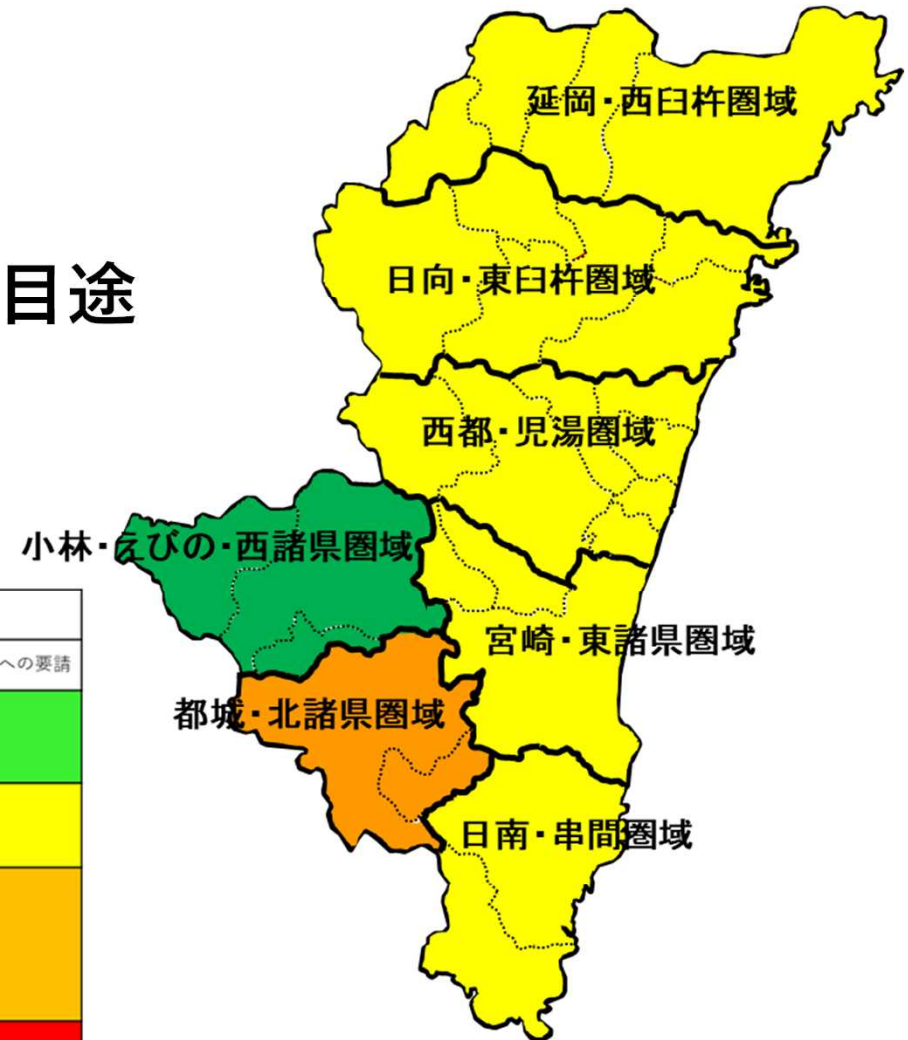 延岡・西臼杵圏域
目途
日向・東臼杵圏域
西都・児湯圏域
小林・えびの・西諸県圏域
宮崎・東諸県圏域
への要請
都城・北諸県圏域
日南・串間圏域